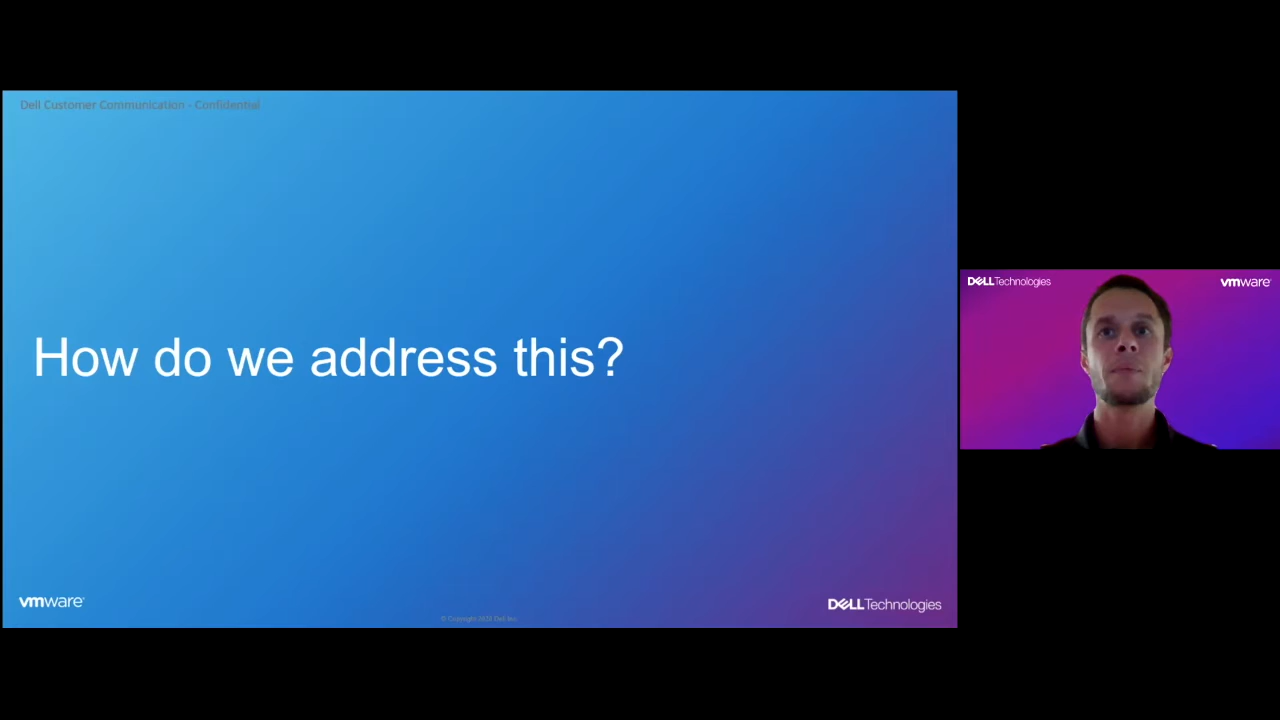 Dell Customer Communication - Confidential
How do we address this?
vmware
DELL Technologies
DELL Technologies
vmware